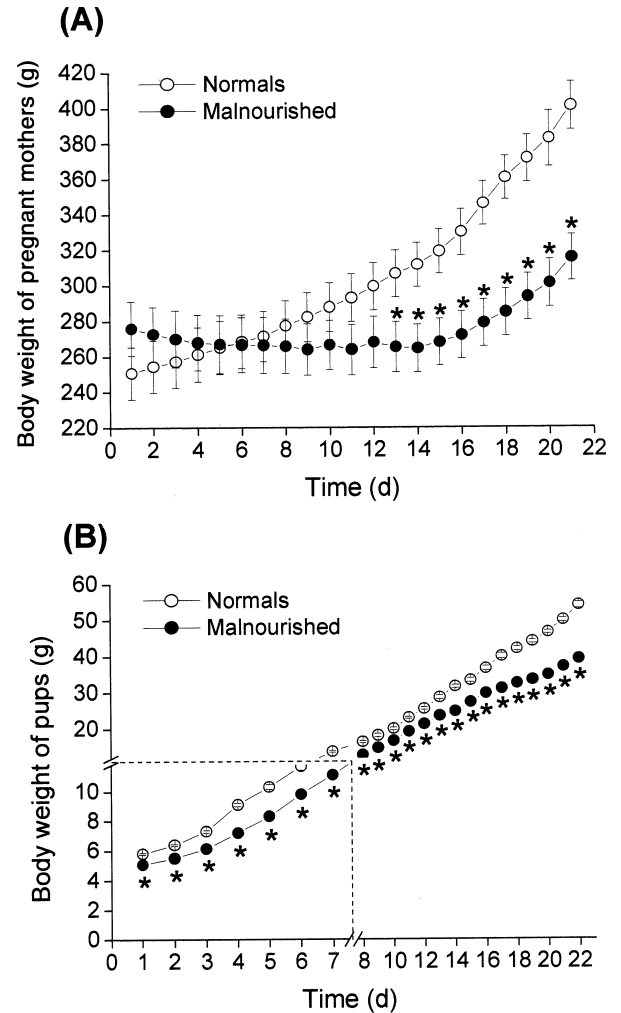 (A)
Body weight of pregnant mothers (g)
Normals
Malnourished
420
400
380
360
340
320
300
280
260
240
220
* * * * * * * * *
0 2 4 6 8 10 12 14 16 18 20 22
Time (d)
(B)
Body weight of pups (g)
Normals
Malnourished
60
50
40
30
20
10
8
6
4
2
0
* * * * * * * * * * * * * * * * * * * * * *
0 1 2 3 4 5 6 7 8 10 12 14 16 18 20 22
Time (d)